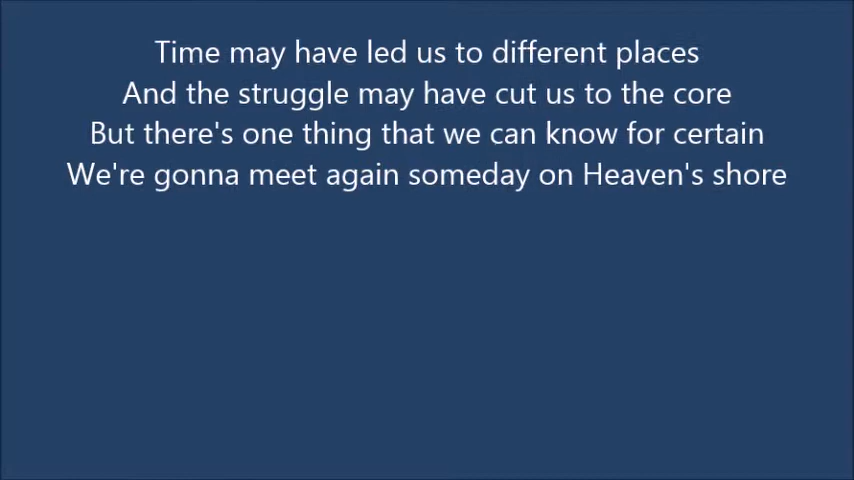 Time may have led us to different places
And the struggle may have cut us to the core
But there's one thing that we can know for certain
We're gonna meet again someday on Heaven's shore